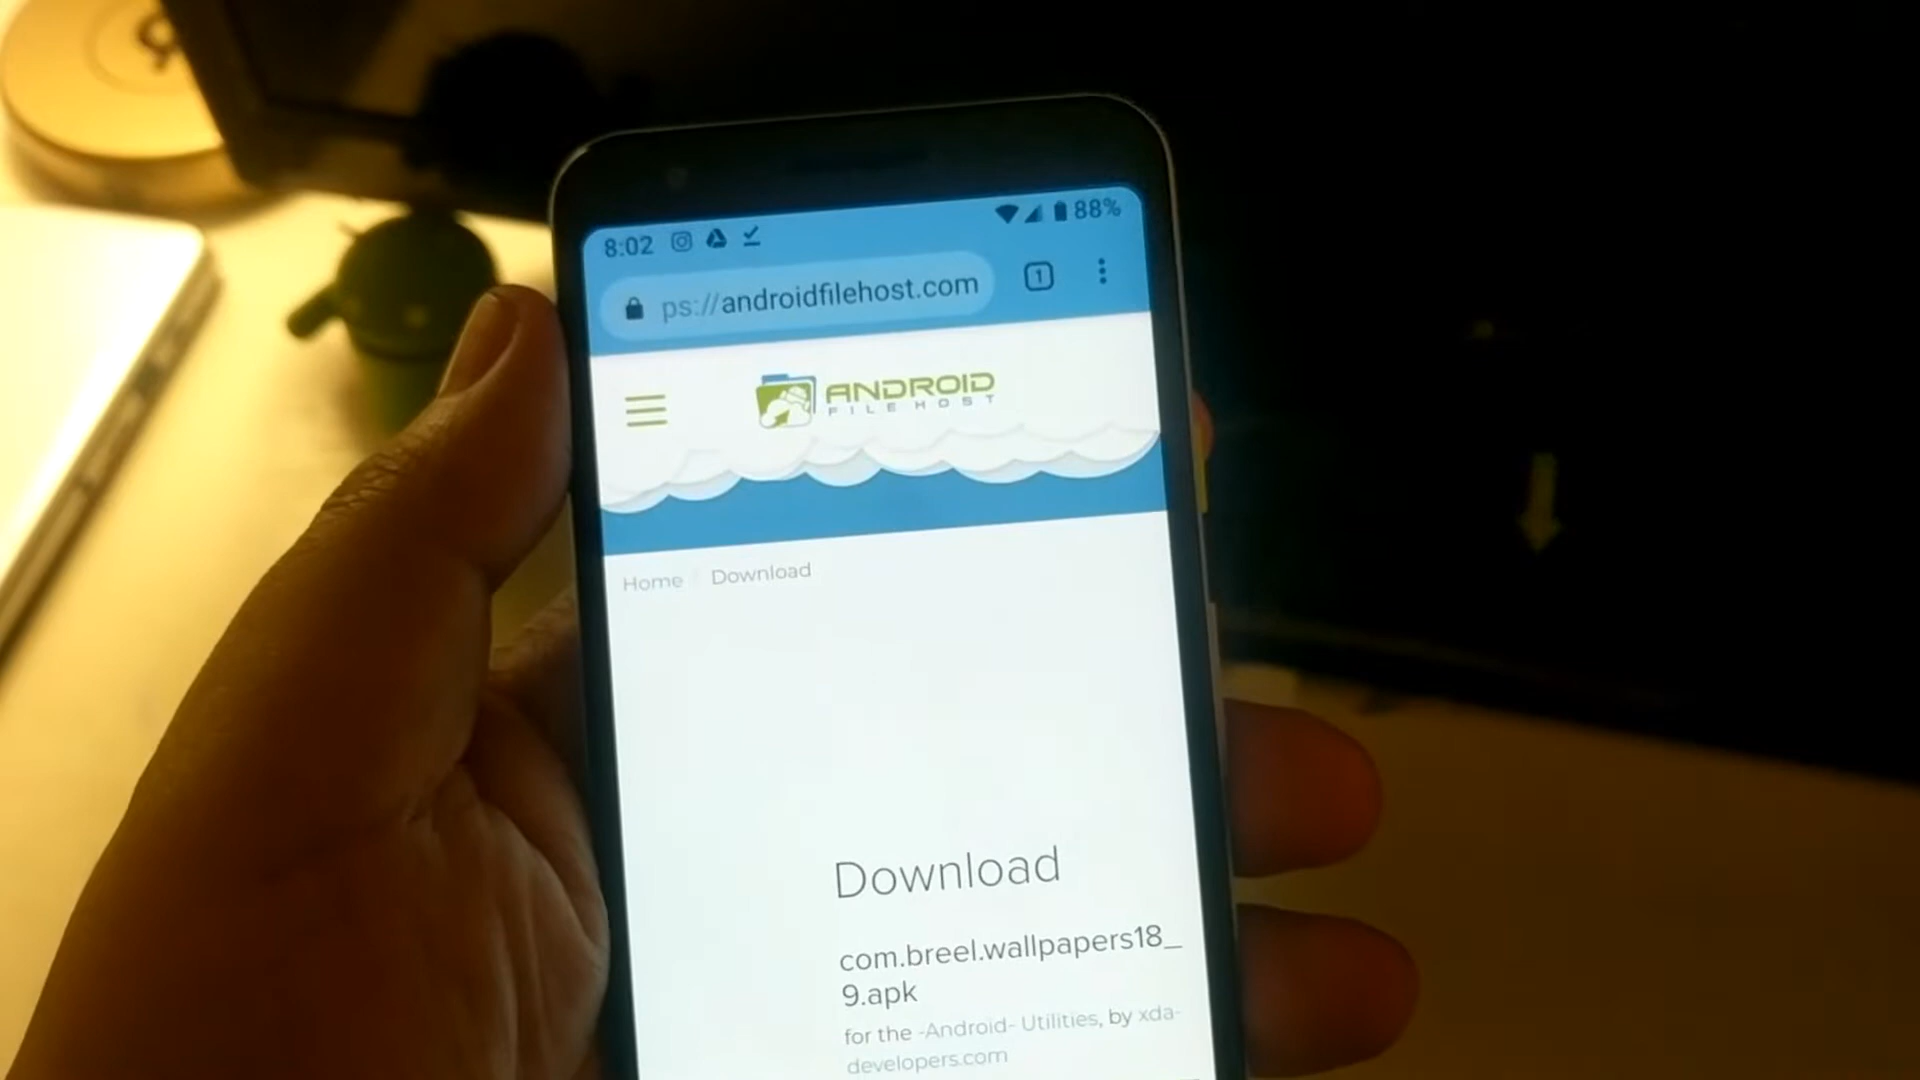 8:02 88%
ps://androidfilehost.com 1
ANDROID
FILE HOST
Home Download
Download
com.breel.wallpapers18_
9.apk
for the -Android- Utilities, by xda-
developers.com